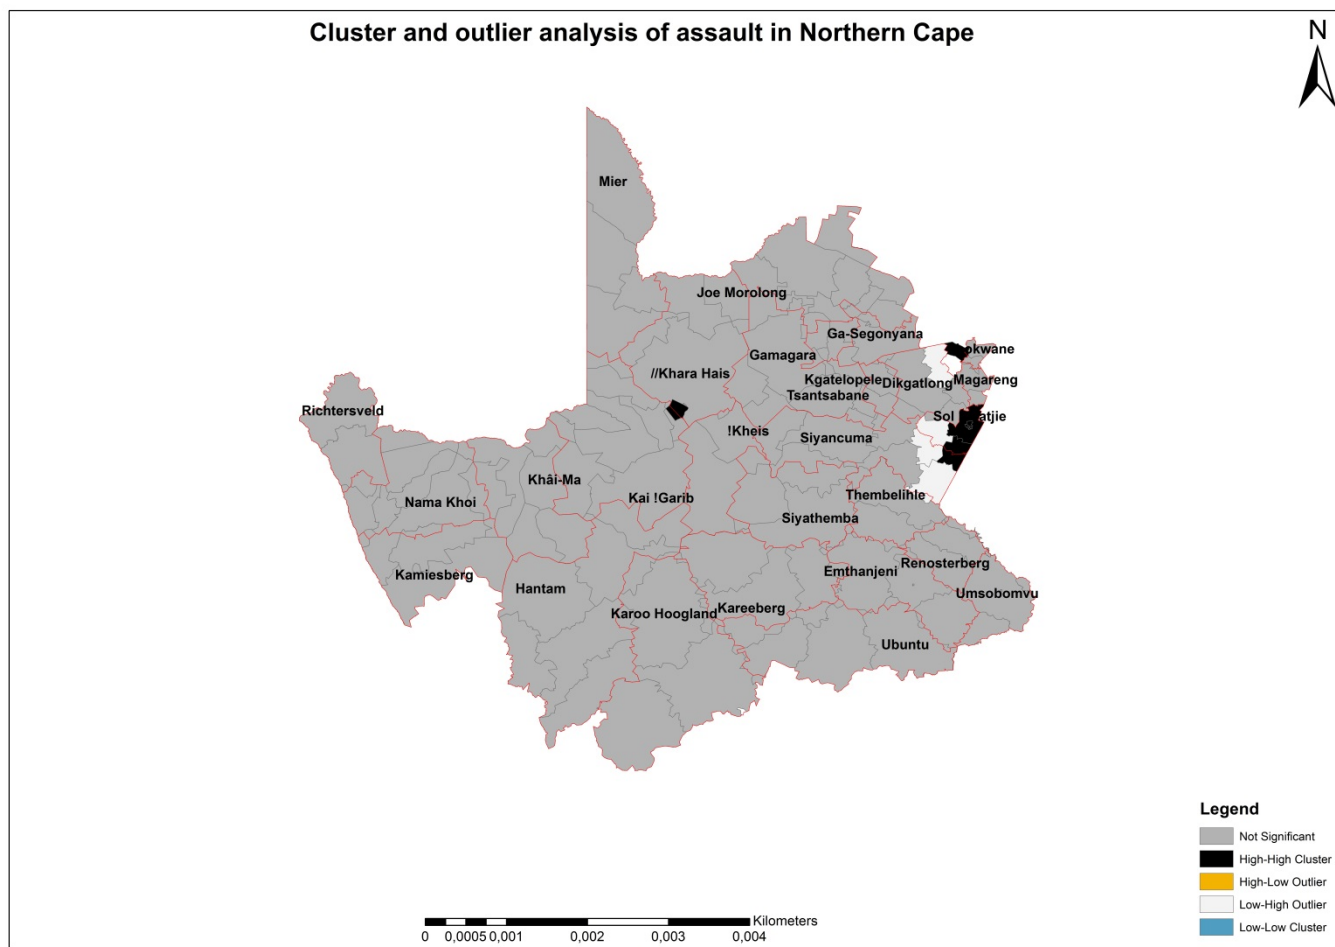 Cluster and outlier analysis of assault in Northern Cape
N
Mier
Joe Morolong
Ga-Segonyana
okwane
Gamagara
//Khara Hais
Kgatelopele
Dikgatlong
Magareng
Tsantsabane
Richtersveld
Sol atjie
!Kheis
Siyancuma
Khâi-Ma
Nama Khoi
Kai !Garib
Thembelihle
Siyathemba
Renosterberg
Emthanjeni
Kamiesberg
Hantam
Umsobomvu
Karoo Hoogland
Kareeberg
Ubuntu
Legend
Not Significant
High-High Cluster
High-Low Outlier
Low-High Outlier
Low-Low Cluster
Kilometers
0 0,0005 0,001 0,002 0,003 0,004